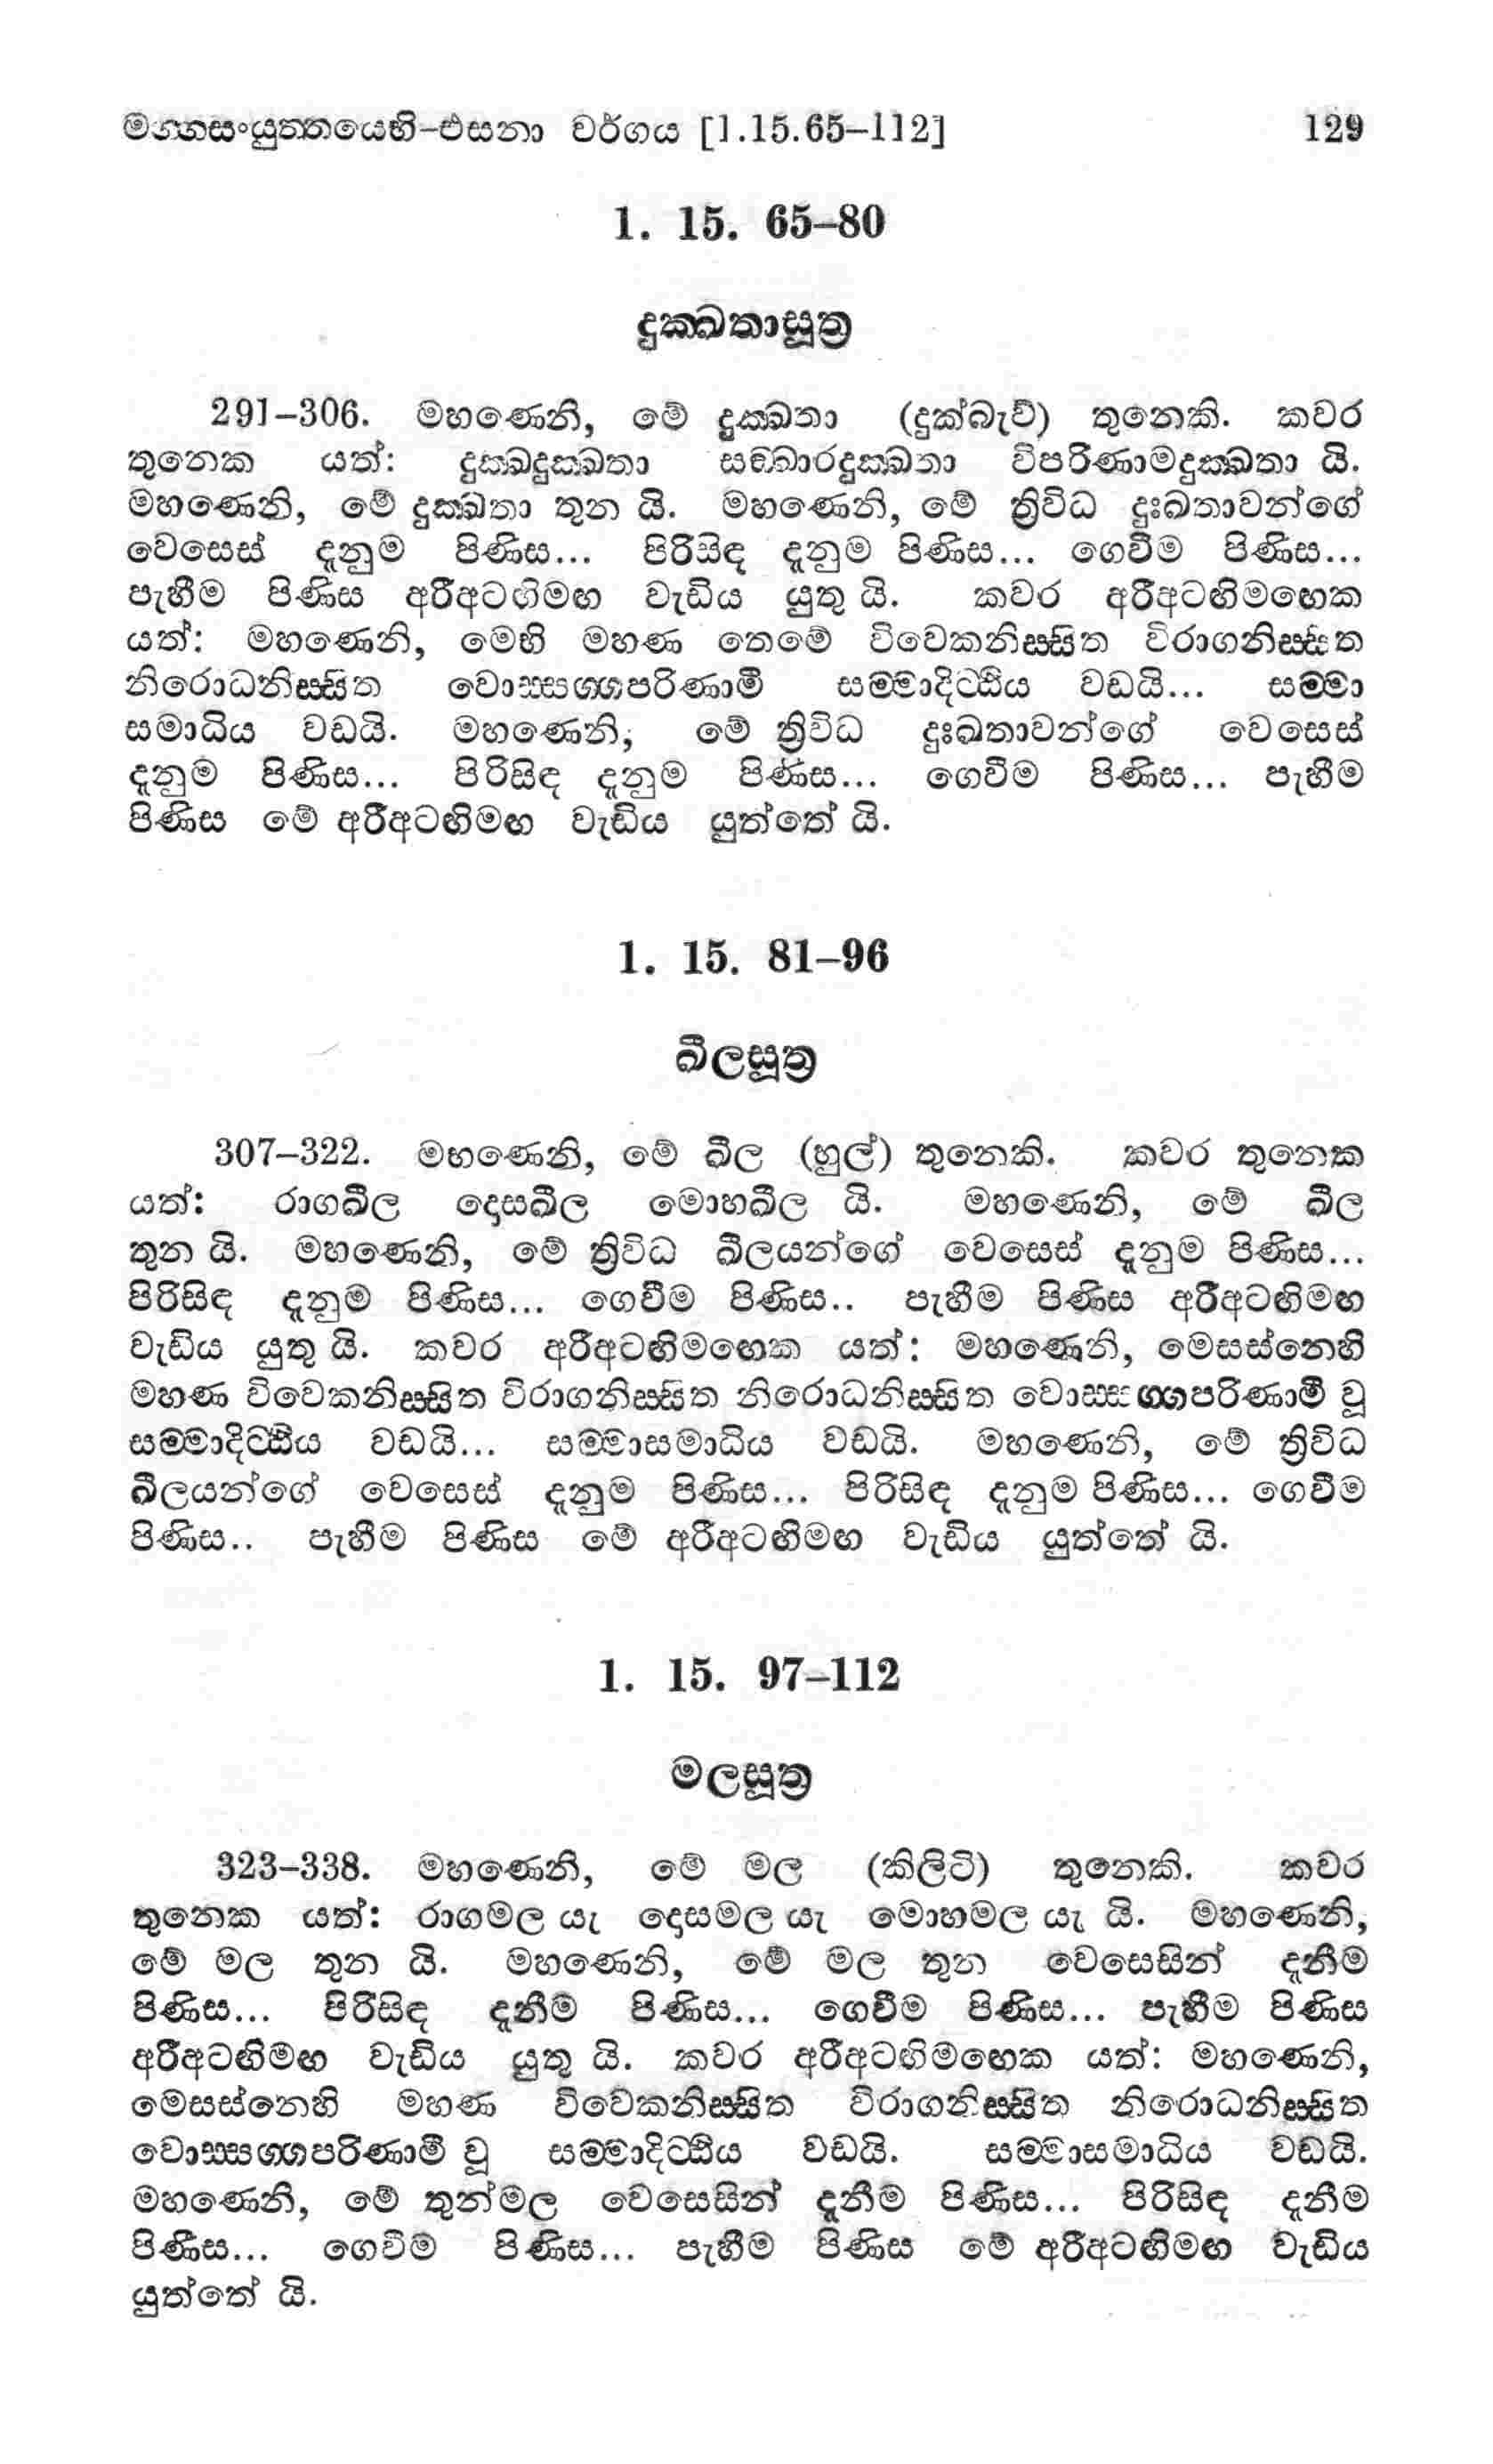 මග්ගසංයුත්තයෙහි-එසනා වර්ගය [1.15.65-112] 129
1. 15. 65-80
දුක්ඛතාසූත්‍ර
291-306. මහණෙනි, මේ දුක්ඛතා (දුක්බැව්) තුනෙකි. කවර
තුනෙක යත්: දුක්ඛදුක්ඛතා සඞ්ඛාරදුක්ඛතා විපරිණාමදුක්ඛතා යි.
මහණෙනි, මේ දුක්ඛතා තුන යි. මහණෙනි, මේ ත්‍රිවිධ දුඃඛතාවන්ගේ
වෙසෙස් දැනුම පිණිස... පිරිසිඳ දැනුම පිණිස... ගෙවීම පිණිස...
පැහීම පිණිස අරීඅටගිමඟ වැඩිය යුතු යි. කවර අරීඅටඟිමඟෙක
යත්: මහණෙනි, මෙහි මහණ තෙමේ විවෙකනිස්සිත විරාගනිස්සිත
නිරොධනිස්සිත වොස්සග්ගපරිණාමී සම්මාදිට්ඨිය වඩයි... සම්මා
සමාධිය වඩයි. මහණෙනි, මේ ත්‍රිවිධ දුඃඛතාවන්ගේ වෙසෙස්
දැනුම පිණිස... පිරිසිඳ දැනුම පිණිස... ගෙවීම පිණිස... පැහීම
පිණිස මේ අරීඅටඟිමඟ වැඩිය යුත්තේ යි.
1. 15. 81-96
ඛීලසූත්‍ර
307-322. මහණෙනි, මේ ඛීල (හුල්) තුනෙකි. කවර තුනෙක
යත්: රාගඛීල දොසඛීල මොහඛීල යි. මහණෙනි, මේ ඛීල
තුන යි. මහණෙනි, මේ ත්‍රිවිධ ඛීලයන්ගේ වෙසෙස් දැනුම පිණිස...
පිරිසිඳ දැනුම පිණිස... ගෙවීම පිණිස.. පැහීම පිණිස අරීඅටඟිමඟ
වැඩිය යුතු යි. කවර අරීඅටඟිමඟෙක යත්: මහණෙනි, මෙසස්නෙහි
මහණ විවෙකනිස්සිත විරාගනිස්සිත නිරොධනිස්සිත වොස්සග්ගපරිණාමී වූ
සම්මාදිට්ඨිය වඩයි... සම්මාසමාධිය වඩයි. මහණෙනි, මේ ත්‍රිවිධ
ඛීලයන්ගේ වෙසෙස් දැනුම පිණිස... පිරිසිඳ දැනුම පිණිස... ගෙවීම
පිණිස.. පැහීම පිණිස මේ අරීඅටඟිමඟ වැඩිය යුත්තේ යි.
1. 15. 97-112
මලසූත්‍ර
323-338. මහණෙනි, මේ මල (කිලිටි) තුනෙකි. කවර
තුනෙක යත්: රාගමල යැ දොසමල යැ මොහමල යැ යි. මහණෙනි,
මේ මල තුන යි. මහණෙනි, මේ මල තුන වෙසෙසින් දැනීම
පිණිස... පිරිසිඳ දැනීම පිණිස... ගෙවීම පිණිස... පැහීම පිණිස
අරීඅටඟිමඟ වැඩිය යුතු යි. කවර අරීඅටඟිමඟෙක යත්: මහණෙනි,
මෙසස්නෙහි මහණ විවෙකනිස්සිත විරාගනිස්සිත නිරොධනිස්සිත
වොස්සග්ගපරිණාමී වූ සම්මාදිට්ඨිය වඩයි. සම්මාසමාධිය වඩයි.
මහණෙනි, මේ තුන්මල වෙසෙසින් දැනීම පිණිස... පිරිසිඳ දැනීම
පිණීස... ගෙවීම පිණිස... පැහීම පිණිස මේ අරීඅටඟිමඟ වැඩිය
යුත්තේ යි.